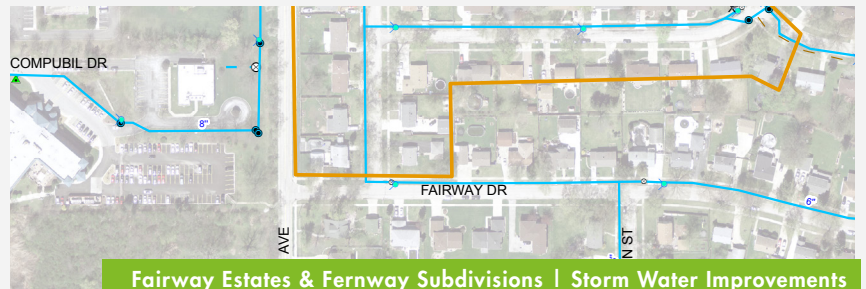 COMPUBIL DR
8"
FAIRWAY DR
6"
AVE
N ST
Fairway Estates & Fernway Subdivisions | Storm Water Improvements